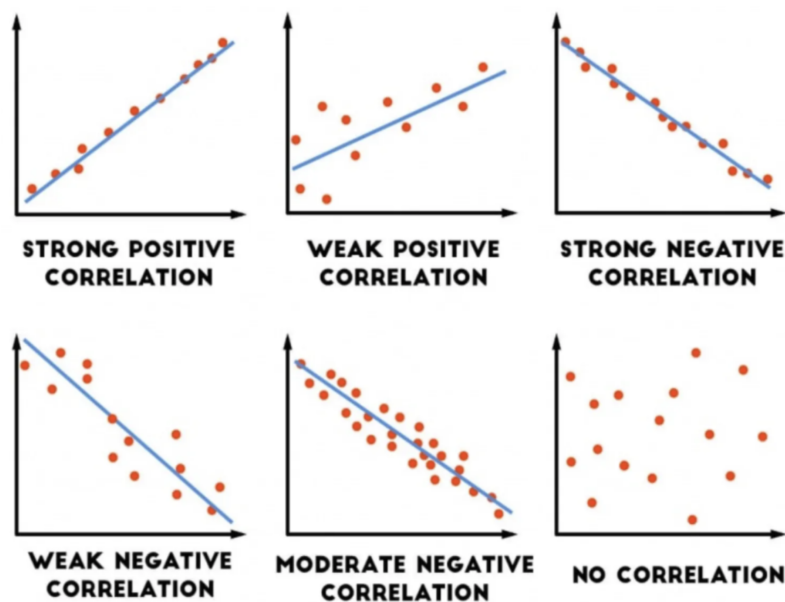 STRONG POSITIVE
CORRELATION
WEAK POSITIVE
CORRELATION
STRONG NEGATIVE
CORRELATION
WEAK NEGATIVE
CORRELATION
MODERATE NEGATIVE
CORRELATION
NO CORRELATION